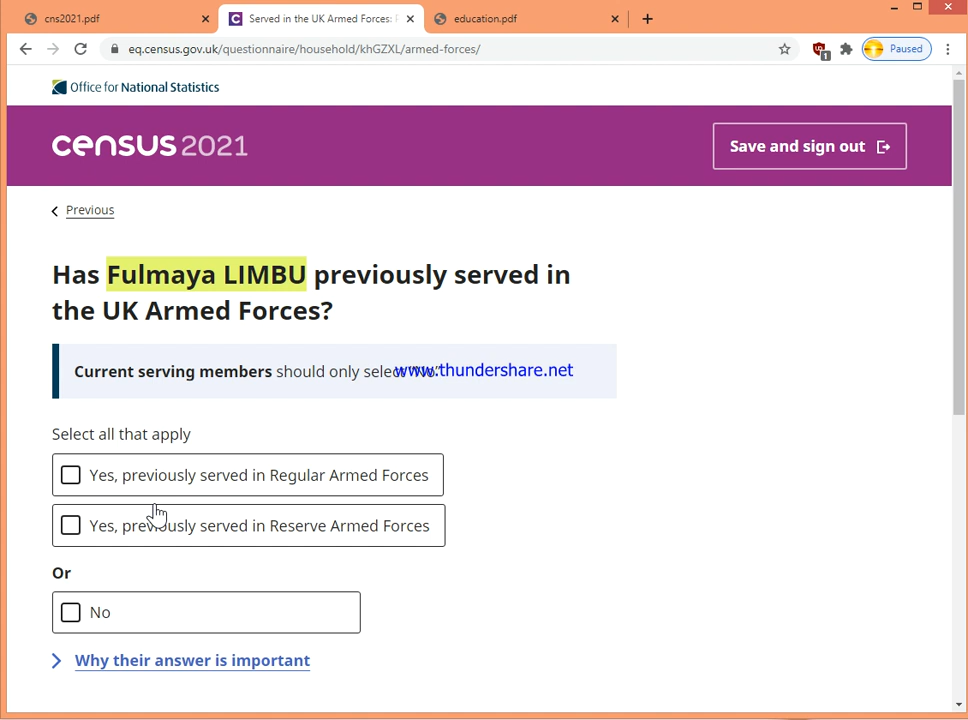 cns2021.pdf
Served in the UK Armed Forces:
education.pdf
eq.census.gov.uk/questionnaire/household/khGZXL/armed-forces/
1
Paused
Office for National Statistics
census 2021
Save and sign out
Previous
Has Fulmaya LIMBU previously served in
the UK Armed Forces?
Current serving members should only select "No"
www.thundershare.net
Select all that apply
Yes, previously served in Regular Armed Forces
Yes, previously served in Reserve Armed Forces
Or
No
Why their answer is important